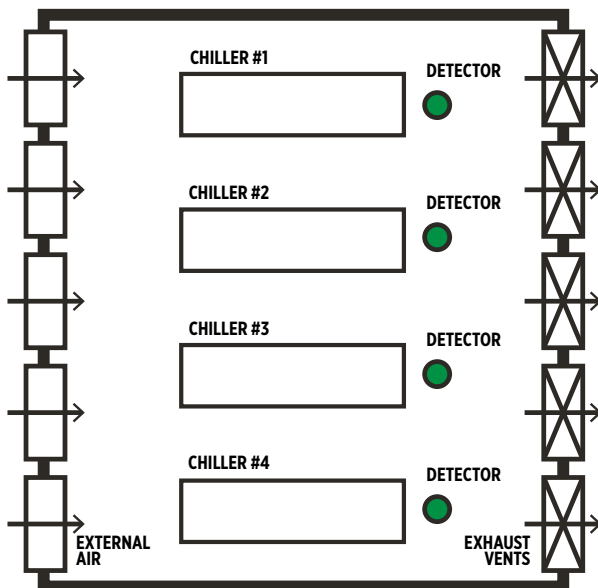 CHILLER #1
DETECTOR
CHILLER #2
DETECTOR
CHILLER #3
DETECTOR
CHILLER #4
DETECTOR
EXTERNAL
AIR
EXHAUST
VENTS